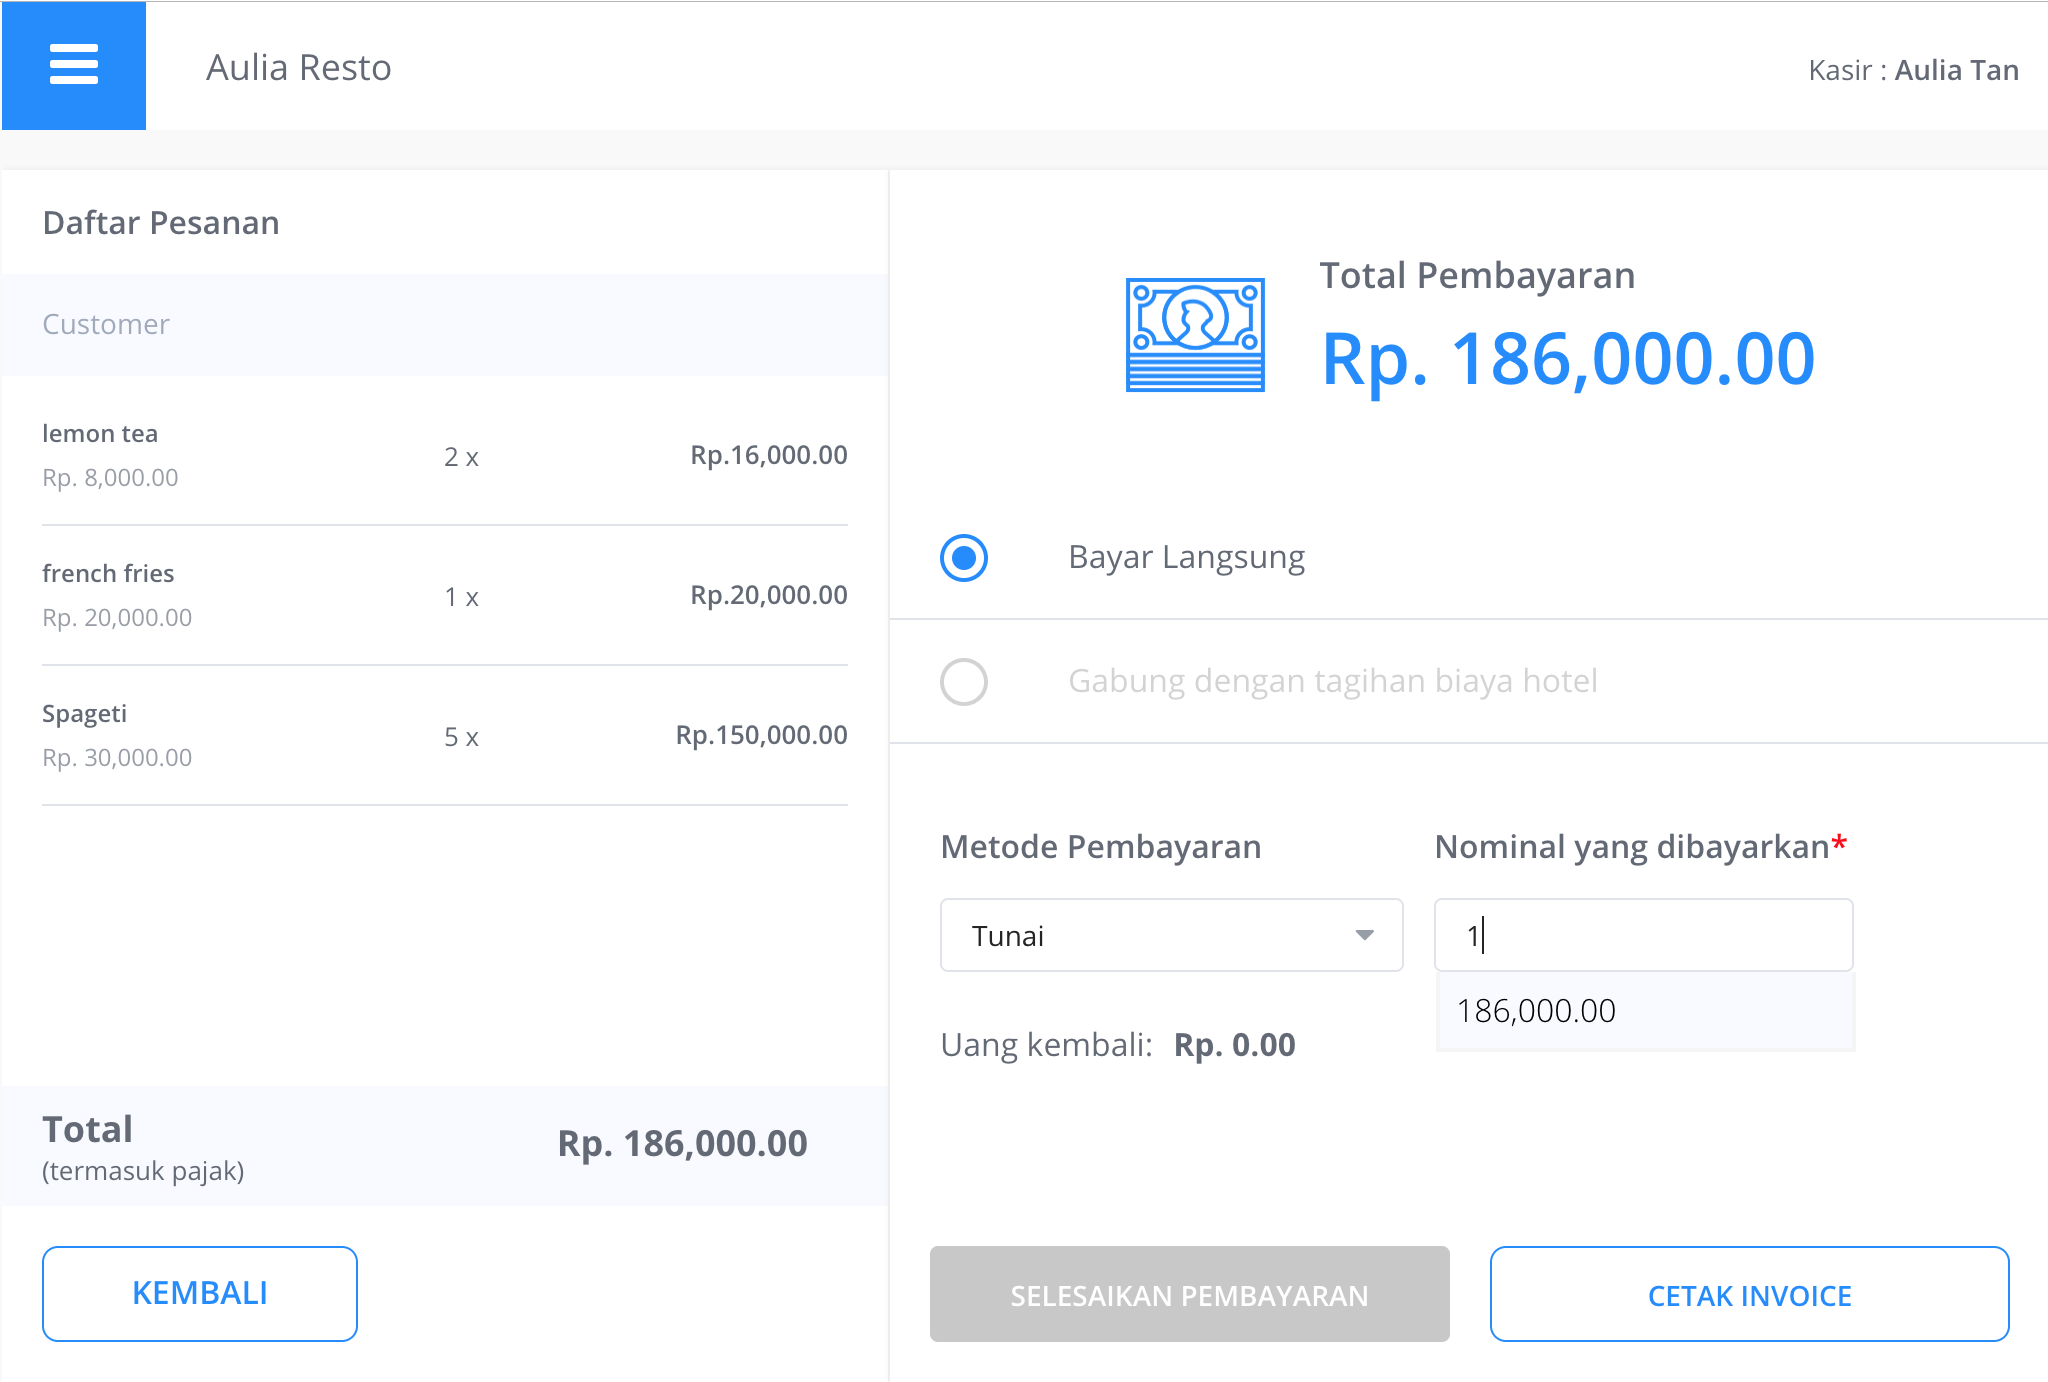 Aulia Resto
Kasir : Aulia Tan
Daftar Pesanan
Customer
lemon tea
Rp. 8,000.00
2 x
Rp.16,000.00
french fries
Rp. 20,000.00
1 x
Rp.20,000.00
Spageti
Rp. 30,000.00
5 x
Rp.150,000.00
Total
(termasuk pajak)
Rp. 186,000.00
KEMBALI
Total Pembayaran
Rp. 186,000.00
Bayar Langsung
Gabung dengan tagihan biaya hotel
Metode Pembayaran
Tunai
Nominal yang dibayarkan*
1
186,000.00
Uang kembali: Rp. 0.00
SELESAIKAN PEMBAYARAN
CETAK INVOICE